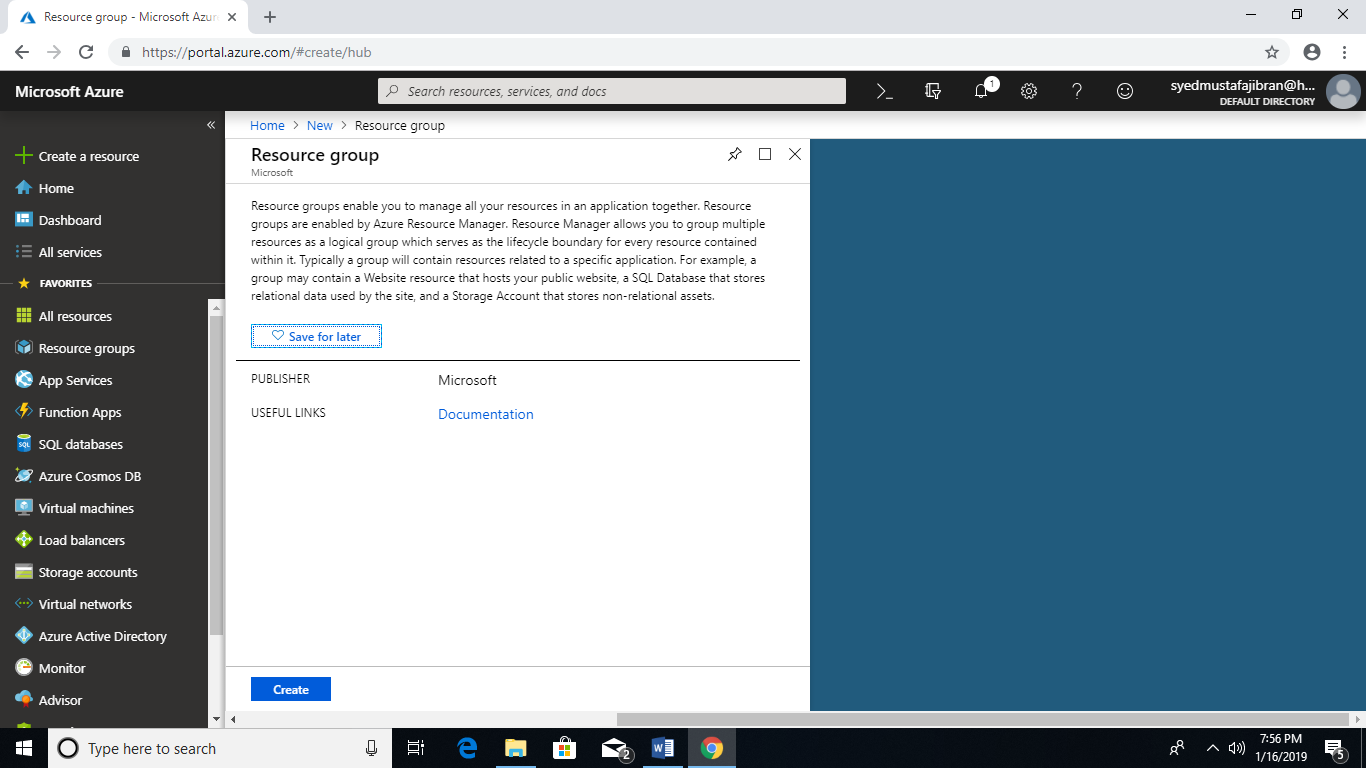 Resource group - Microsoft Azur
https://portal.azure.com/#create/hub
Microsoft Azure
Search resources, services, and docs
1
syedmustafajibran@h...
DEFAULT DIRECTORY
Create a resource
Home
Dashboard
All services
FAVORITES
All resources
Resource groups
App Services
Function Apps
SQL databases
Azure Cosmos DB
Virtual machines
Load balancers
Storage accounts
Virtual networks
Azure Active Directory
Monitor
Advisor
Home > New > Resource group
Resource group
Microsoft
Resource groups enable you to manage all your resources in an application together. Resource
groups are enabled by Azure Resource Manager. Resource Manager allows you to group multiple
resources as a logical group which serves as the lifecycle boundary for every resource contained
within it. Typically a group will contain resources related to a specific application. For example, a
group may contain a Website resource that hosts your public website, a SQL Database that stores
relational data used by the site, and a Storage Account that stores non-relational assets.
Save for later
PUBLISHER Microsoft
USEFUL LINKS Documentation
Create
Type here to search
2
7:56 PM
1/16/2019
5